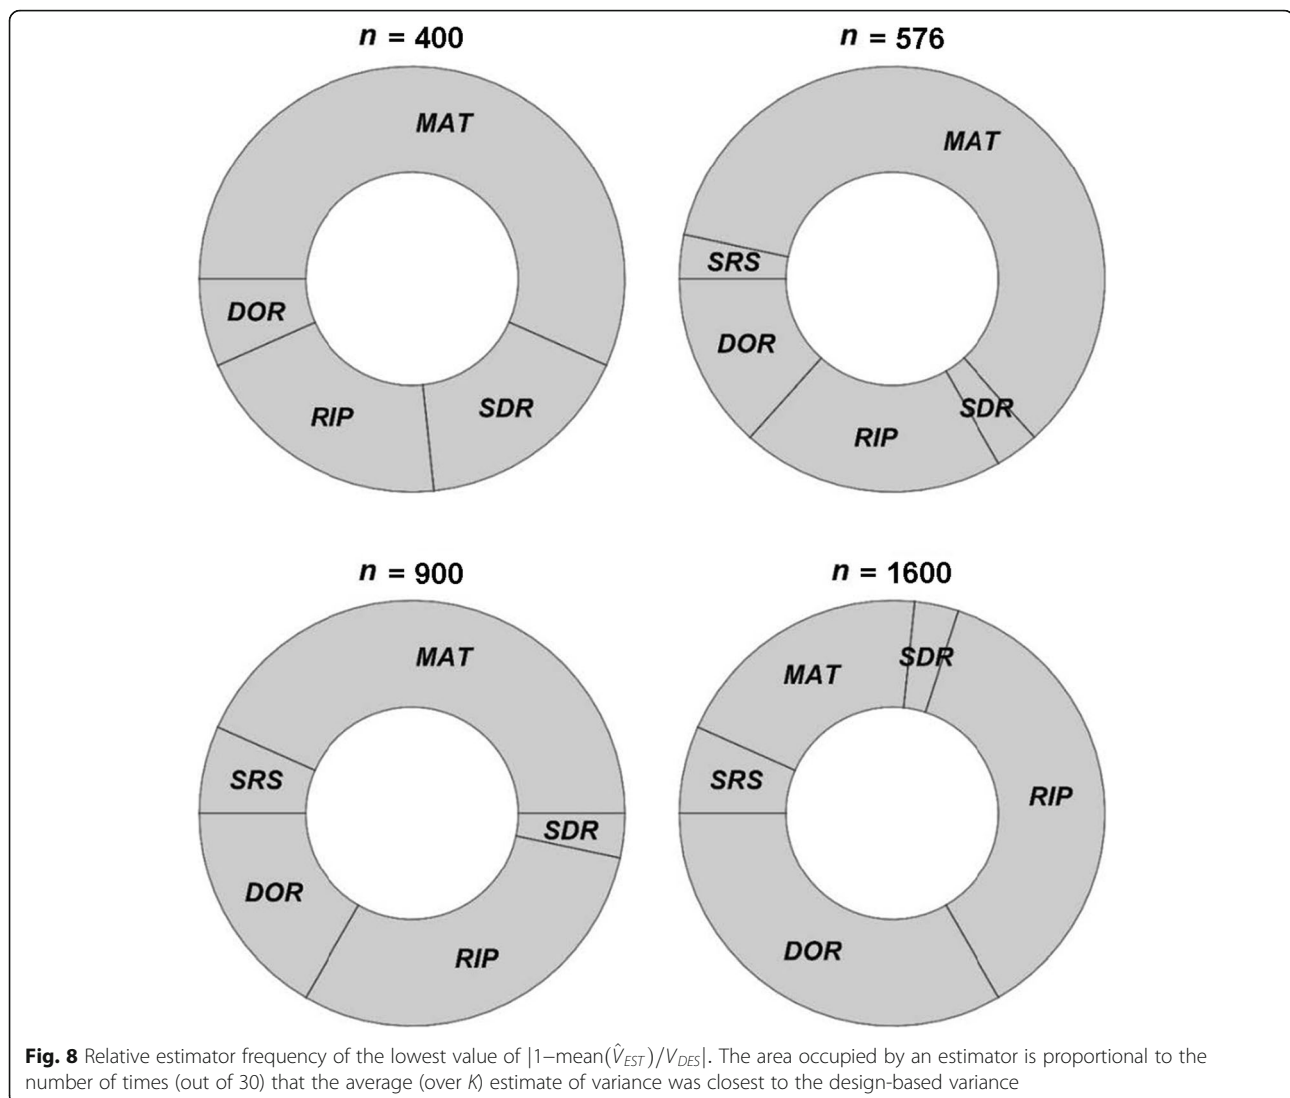 n = 400
MAT
DOR
RIP
SDR
n = 576
MAT
SRS
DOR
RIP
SDR
n = 900
MAT
SRS
SDR
DOR
RIP
n = 1600
SDR
MAT
SRS
RIP
DOR
Fig. 8 Relative estimator frequency of the lowest value of |1−mean(V̂_EST)/V_DES|. The area occupied by an estimator is proportional to the
number of times (out of 30) that the average (over K) estimate of variance was closest to the design-based variance